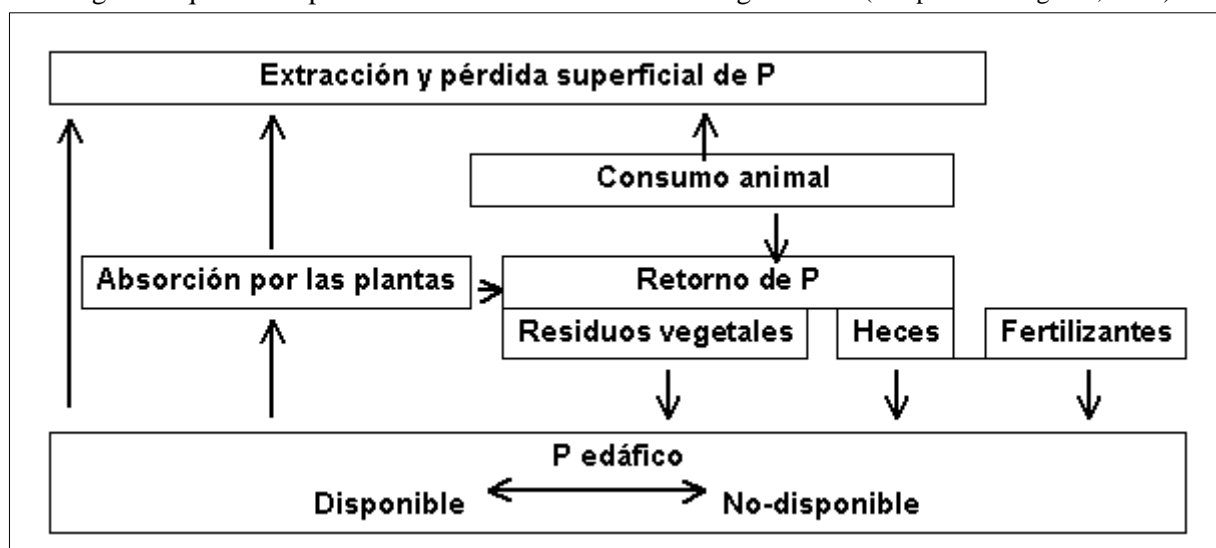 Extracción y pérdida superficial de P
Consumo animal
Absorción por las plantas
Retorno de P
Residuos vegetales
Heces
Fertilizantes
P edáfico
Disponible
No-disponible